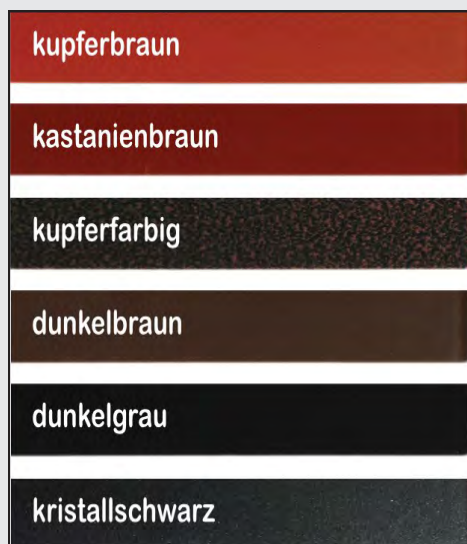 kupferbraun
kastanienbraun
kupferfarbig
dunkelbraun
dunkelgrau
kristallschwarz